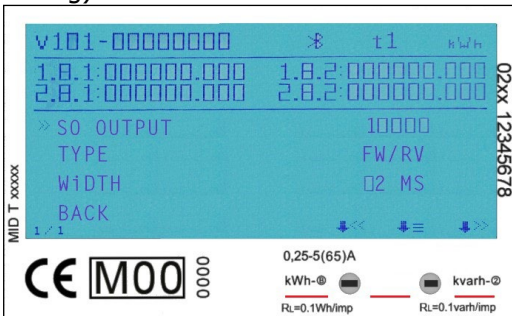 v101-00000000 t1 kWh
1.8.1:000000.000 1.8.2:000000.000
2.8.1:000000.000 2.8.2:000000.000
»SO OUTPUT 10000
TYPE FW/RV
WiDTH 02 MS
BACK
1/1 << ≡ >>
MID T xxxxx
02xx 12345678
CE M00 0000
0,25-5(65)A
kWh-① kvarh-②
RL=0.1Wh/imp RL=0.1varh/imp